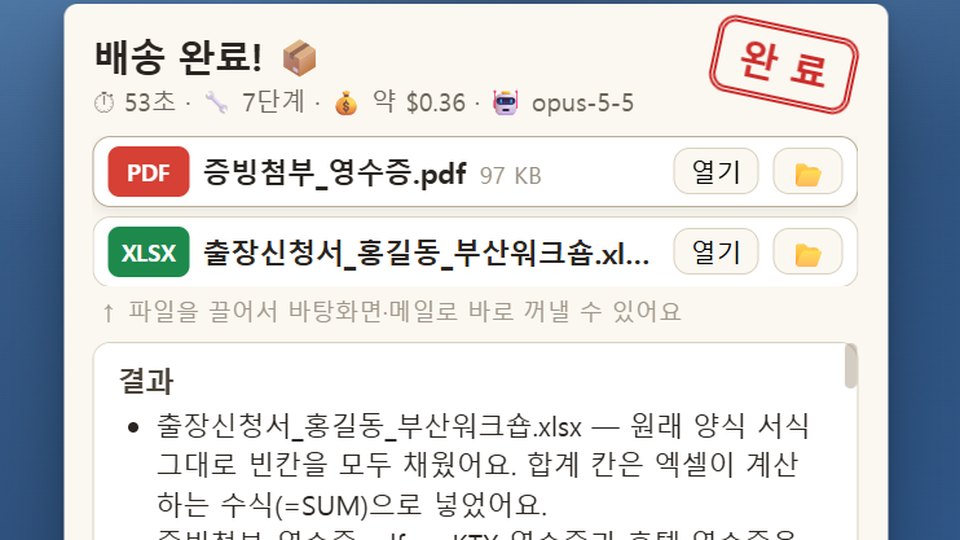 배송 완료! 📦
완료
⏱ 53초 · 🔧 7단계 · 💰 약 $0.36 · 🤖 opus-5-5
PDF 증빙첨부_영수증.pdf 97 KB 열기
XLSX 출장신청서_홍길동_부산워크숍.xl... 열기
↑ 파일을 끌어서 바탕화면·메일로 바로 꺼낼 수 있어요
결과
• 출장신청서_홍길동_부산워크숍.xlsx — 원래 양식 서식
그대로 빈칸을 모두 채웠어요. 합계 칸은 엑셀이 계산
하는 수식(=SUM)으로 넣었어요.